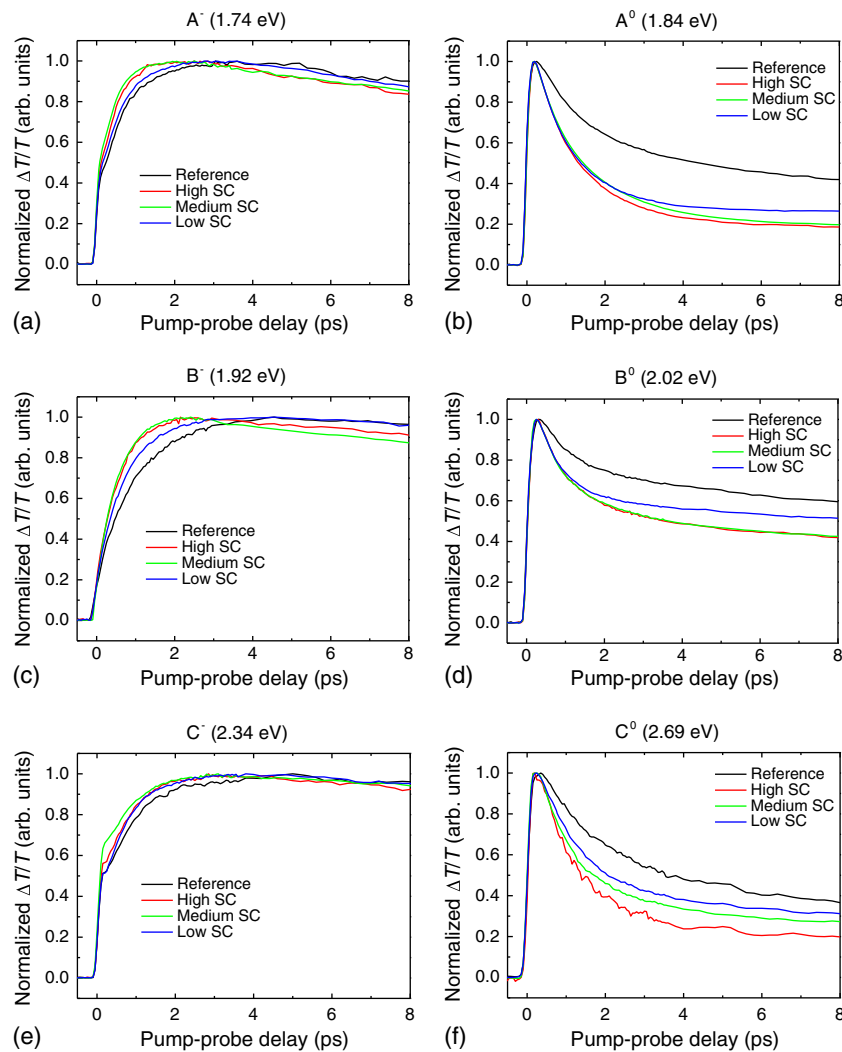 A⁻ (1.74 eV)
Normalized ΔT/T (arb. units)
1.0
0.8
0.6
0.4
0.2
0.0
Reference
High SC
Medium SC
Low SC
0 2 4 6 8
Pump-probe delay (ps)
(a)
A⁰ (1.84 eV)
Normalized ΔT/T (arb. units)
1.0
0.8
0.6
0.4
0.2
0.0
Reference
High SC
Medium SC
Low SC
0 2 4 6 8
Pump-probe delay (ps)
(b)
B⁻ (1.92 eV)
Normalized ΔT/T (arb. units)
1.0
0.8
0.6
0.4
0.2
0.0
Reference
High SC
Medium SC
Low SC
0 2 4 6 8
Pump-probe delay (ps)
(c)
B⁰ (2.02 eV)
Normalized ΔT/T (arb. units)
1.0
0.8
0.6
0.4
0.2
0.0
Reference
High SC
Medium SC
Low SC
0 2 4 6 8
Pump-probe delay (ps)
(d)
C⁻ (2.34 eV)
Normalized ΔT/T (arb. units)
1.0
0.8
0.6
0.4
0.2
0.0
Reference
High SC
Medium SC
Low SC
0 2 4 6 8
Pump-probe delay (ps)
(e)
C⁰ (2.69 eV)
Normalized ΔT/T (arb. units)
1.0
0.8
0.6
0.4
0.2
0.0
Reference
High SC
Medium SC
Low SC
0 2 4 6 8
Pump-probe delay (ps)
(f)